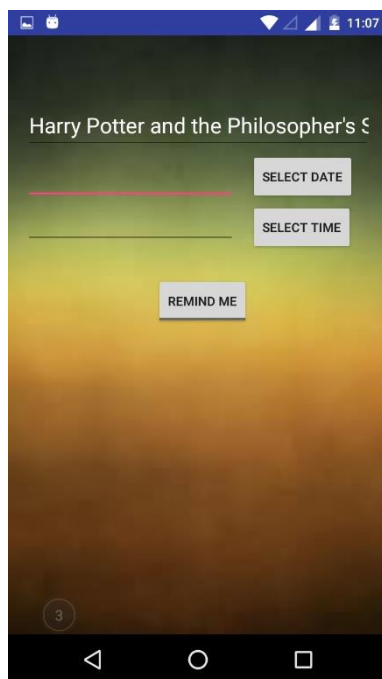 11:07
Harry Potter and the Philosopher's S
SELECT DATE
SELECT TIME
REMIND ME
3